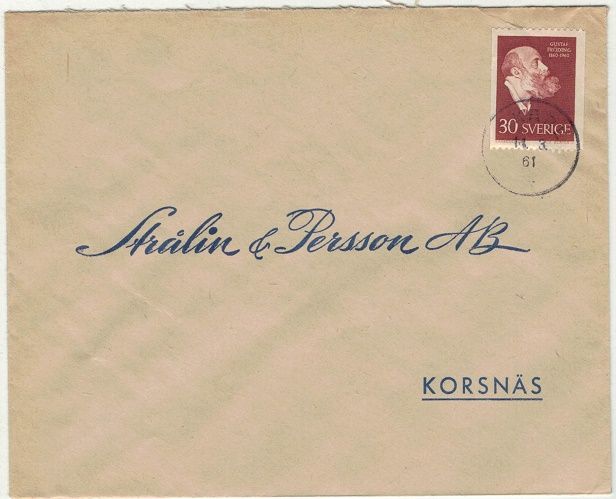 GUSTAF
FRÖDING
1860 · 1960
30 SVERIGE
61
Strålin & Persson AB
KORSNÄS